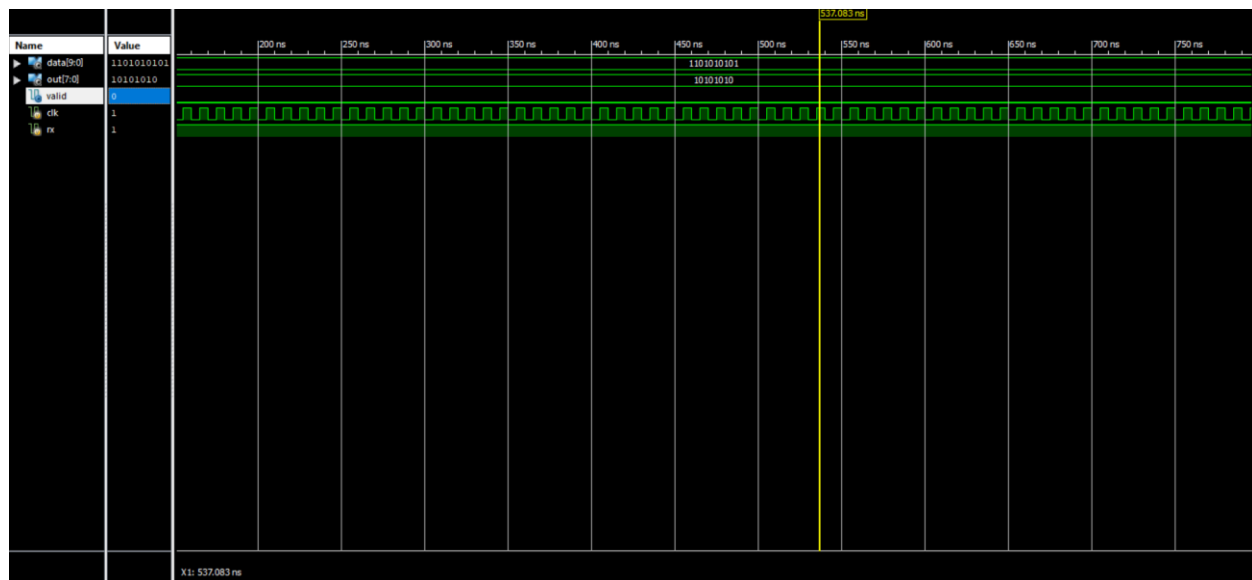 537.083 ns
Name Value 200 ns 250 ns 300 ns 350 ns 400 ns 450 ns 500 ns 550 ns 600 ns 650 ns 700 ns 750 ns
data[9:0] 1101010101 1101010101
out[7:0] 10101010 10101010
valid 0
clk 1
rx 1
X1: 537.083 ns